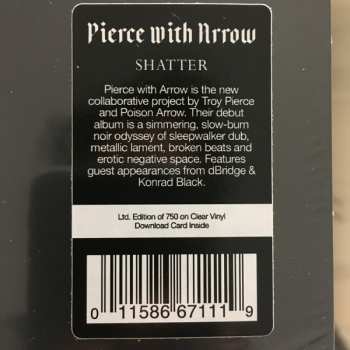 Pierce with Arrow
SHATTER
Pierce with Arrow is the new
collaborative project by Troy Pierce
and Poison Arrow. Their debut
album is a simmering, slow-burn
noir odyssey of sleepwalker dub,
metallic lament, broken beats and
erotic negative space. Features
guest appearances from dBridge &
Konrad Black.
Ltd. Edition of 750 on Clear Vinyl
Download Card Inside
0 11586 67111 9